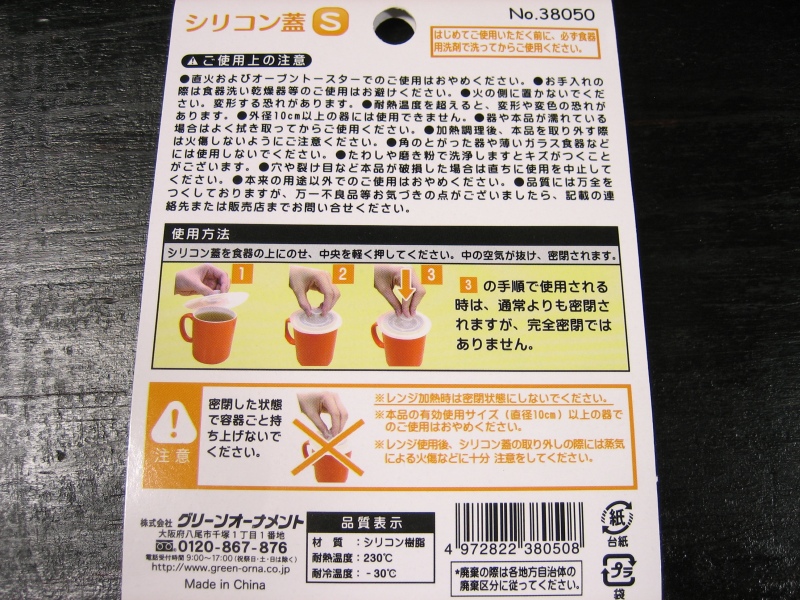 シリコン蓋 S
No.38050
はじめてご使用いただく前に、必ず食器
用洗剤で洗ってからご使用ください。
ご使用上の注意
●直火およびオーブントースターでのご使用はおやめください。●お手入れの
際は食器洗い乾燥器等のご使用はお避けください。●火の側に置かないでくだ
さい。変形する恐れがあります。●耐熱温度を超えると、変形や変色の恐れが
あります。●外径10cm以上の器には使用できません。●器や本品が濡れている
場合はよく拭き取ってからご使用ください。●加熱調理後、本品を取り外す際
は火傷しないようにご注意ください。●角のとがった器や薄いガラス食器など
には使用しないでください。●たわしや磨き粉で洗浄しますとキズがつくこと
がございます。●穴や裂け目など本品が破損した場合は直ちに使用を中止して
ください。●本来の用途以外でのご使用はおやめください。●品質には万全を
つくしておりますが、万一不良品等お気づきの点がございましたら、記載の連
絡先または販売店までお問い合せください。
使用方法
シリコン蓋を食器の上にのせ、中央を軽く押してください。中の空気が抜け、密閉されます。
1
2
3
3 の手順で使用される
時は、通常よりも密閉さ
れますが、完全密閉では
ありません。
注意
密閉した状態
で容器ごと持
ち上げないで
ください。
※レンジ加熱時は密閉状態にしないでください。
※本品の有効使用サイズ(直径10cm)以上の器で
のご使用はおやめください。
※レンジ使用後、シリコン蓋の取り外しの際には蒸気
による火傷などに十分 注意をしてください。
株式会社 グリーンオーナメント
大阪府八尾市千塚1丁目1番地
0120-867-876
電話受付時間 9:00〜17:00(祝祭日・土・日は除く)
http://www.green-orna.co.jp
Made in China
品質表示
材 質:シリコン樹脂
耐熱温度:230℃
耐冷温度:-30℃
4 972822 380508
*廃棄の際は各地方自治体の
廃棄区分に従ってください。
紙
台紙
プラ
袋